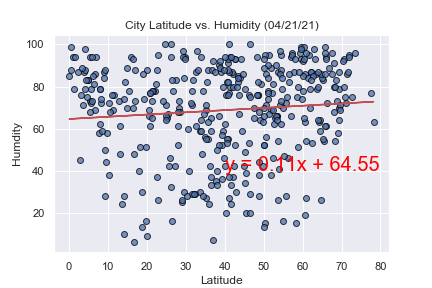 City Latitude vs. Humidity (04/21/21)
100
80
60
40
20
Humidity
y = 0.11x + 64.55
0 10 20 30 40 50 60 70 80
Latitude